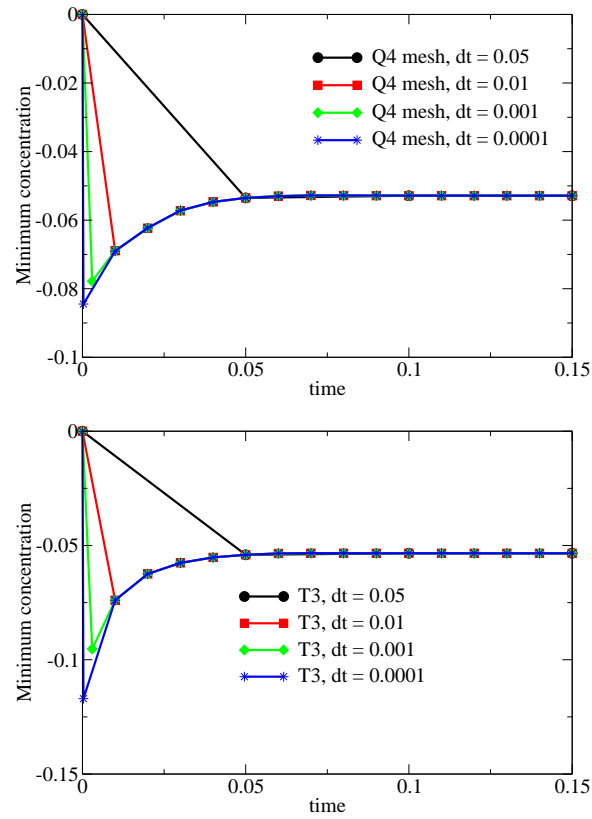 0
-0.02
-0.04
-0.06
-0.08
-0.1
Minimum concentration
Q4 mesh, dt = 0.05
Q4 mesh, dt = 0.01
Q4 mesh, dt = 0.001
Q4 mesh, dt = 0.0001
0 0.05 0.1 0.15
time
0
-0.05
-0.1
-0.15
Minimum concentration
T3, dt = 0.05
T3, dt = 0.01
T3, dt = 0.001
T3, dt = 0.0001
0 0.05 0.1 0.15
time